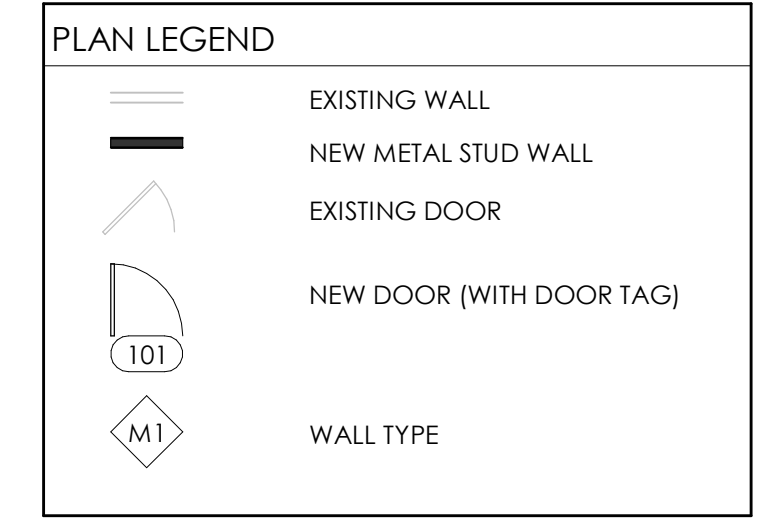 PLAN LEGEND
EXISTING WALL
NEW METAL STUD WALL
EXISTING DOOR
NEW DOOR (WITH DOOR TAG)
101
M1
WALL TYPE